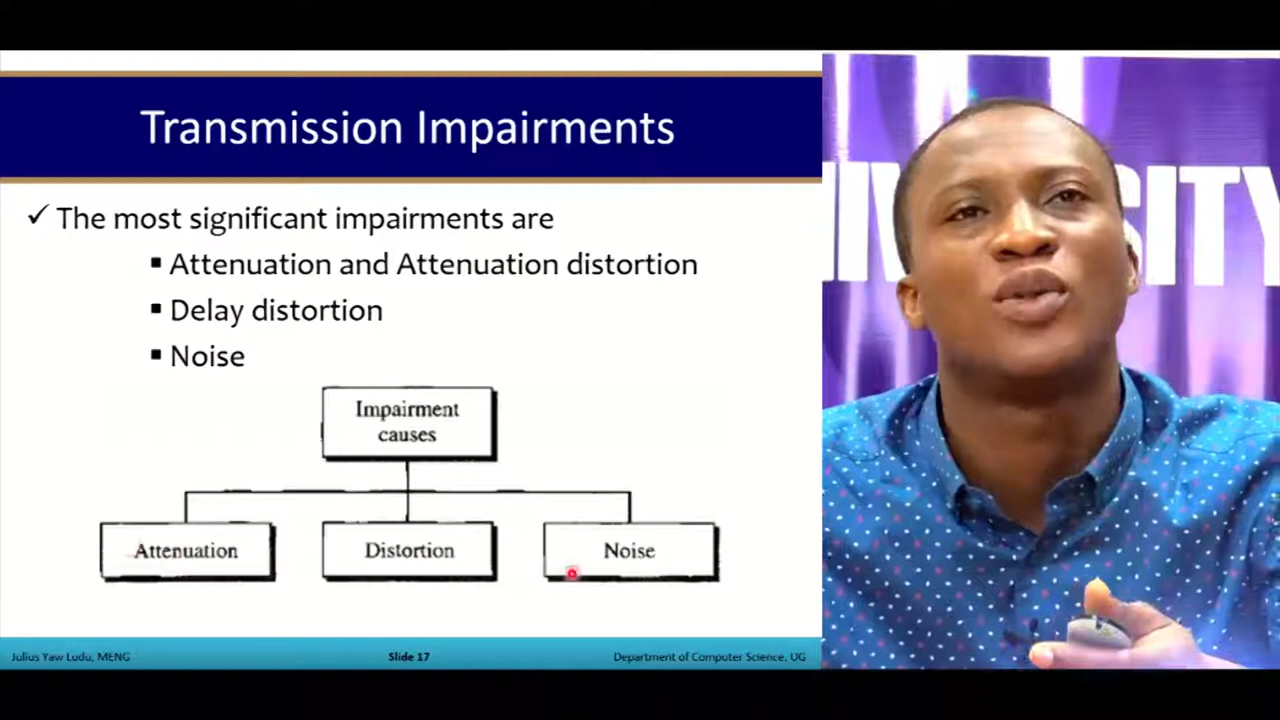 Transmission Impairments
✓ The most significant impairments are
▪ Attenuation and Attenuation distortion
▪ Delay distortion
▪ Noise
Impairment
causes
Attenuation
Distortion
Noise
Julius Yaw Ludu, MENG
Slide 17
Department of Computer Science, UG